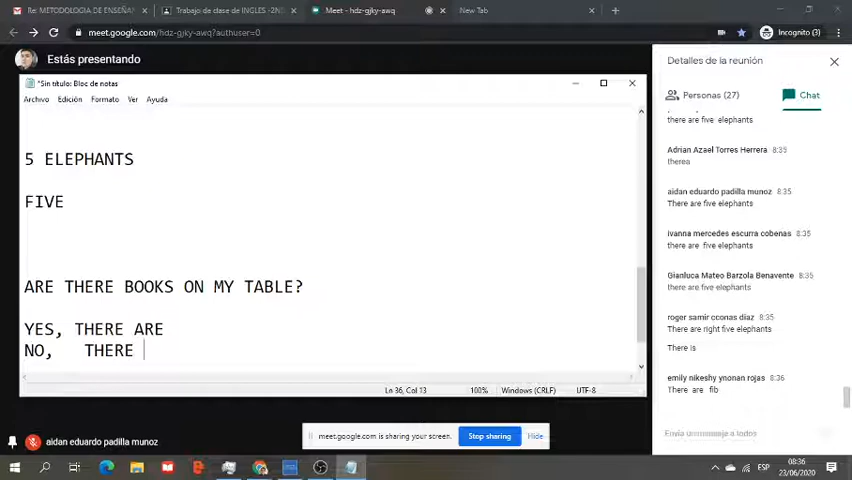 Re: METODOLOGIA DE ENSEÑAN
Trabajo de clase de INGLES -2ND
Meet - hdz-gjky-awq
New Tab
meet.google.com/hdz-gjky-awq?authuser=0
Incognito (3)
Estás presentando
*Sin título: Bloc de notas
Archivo Edición Formato Ver Ayuda
5 ELEPHANTS
FIVE
ARE THERE BOOKS ON MY TABLE?
YES, THERE ARE
NO, THERE
Ln 36, Col 13 100% Windows (CRLF) UTF-8
meet.google.com is sharing your screen. Stop sharing Hide
aidan eduardo padilla munoz
Detalles de la reunión
Personas (27) Chat
there are five elephants
Adrian Azael Torres Herrera 8:35
therea
aidan eduardo padilla munoz 8:35
There are five elephants
ivanna mercedes escurra cobenas 8:35
there are five elephants
Gianluca Mateo Barzola Benavente 8:35
there are five elephants
roger samir cconas diaz 8:35
There are right five elephants
There is
emily nikeshy ynonan rojas 8:36
There are fib
Envía un mensaje a todos
ESP
08:36
23/06/2020